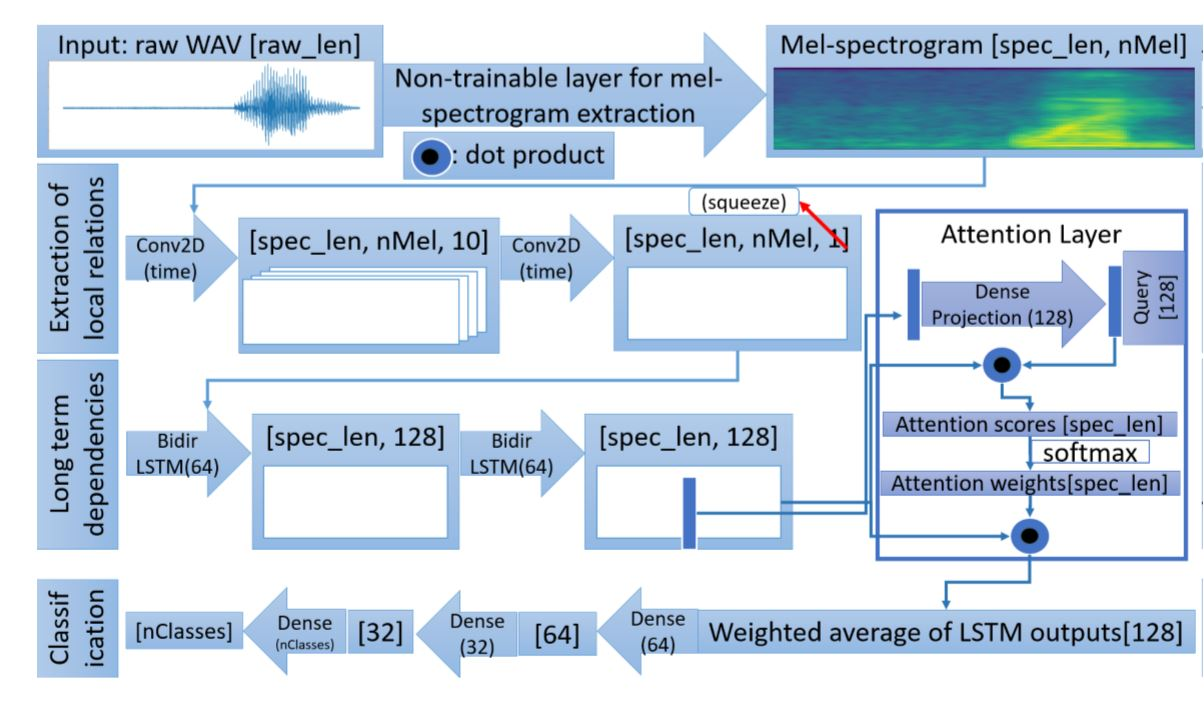 Input: raw WAV [raw_len]
Non-trainable layer for mel-
spectrogram extraction
Mel-spectrogram [spec_len, nMel]
: dot product
Extraction of
local relations
Conv2D
(time)
[spec_len, nMel, 10]
Conv2D
(time)
(squeeze)
[spec_len, nMel, 1]
Attention Layer
Dense
Projection (128)
Query
[128]
Attention scores [spec_len]
softmax
Attention weights[spec_len]
Long term
dependencies
Bidir
LSTM(64)
[spec_len, 128]
Bidir
LSTM(64)
[spec_len, 128]
Classif
ication
[nClasses]
Dense
(nClasses)
[32]
Dense
(32)
[64]
Dense
(64)
Weighted average of LSTM outputs[128]